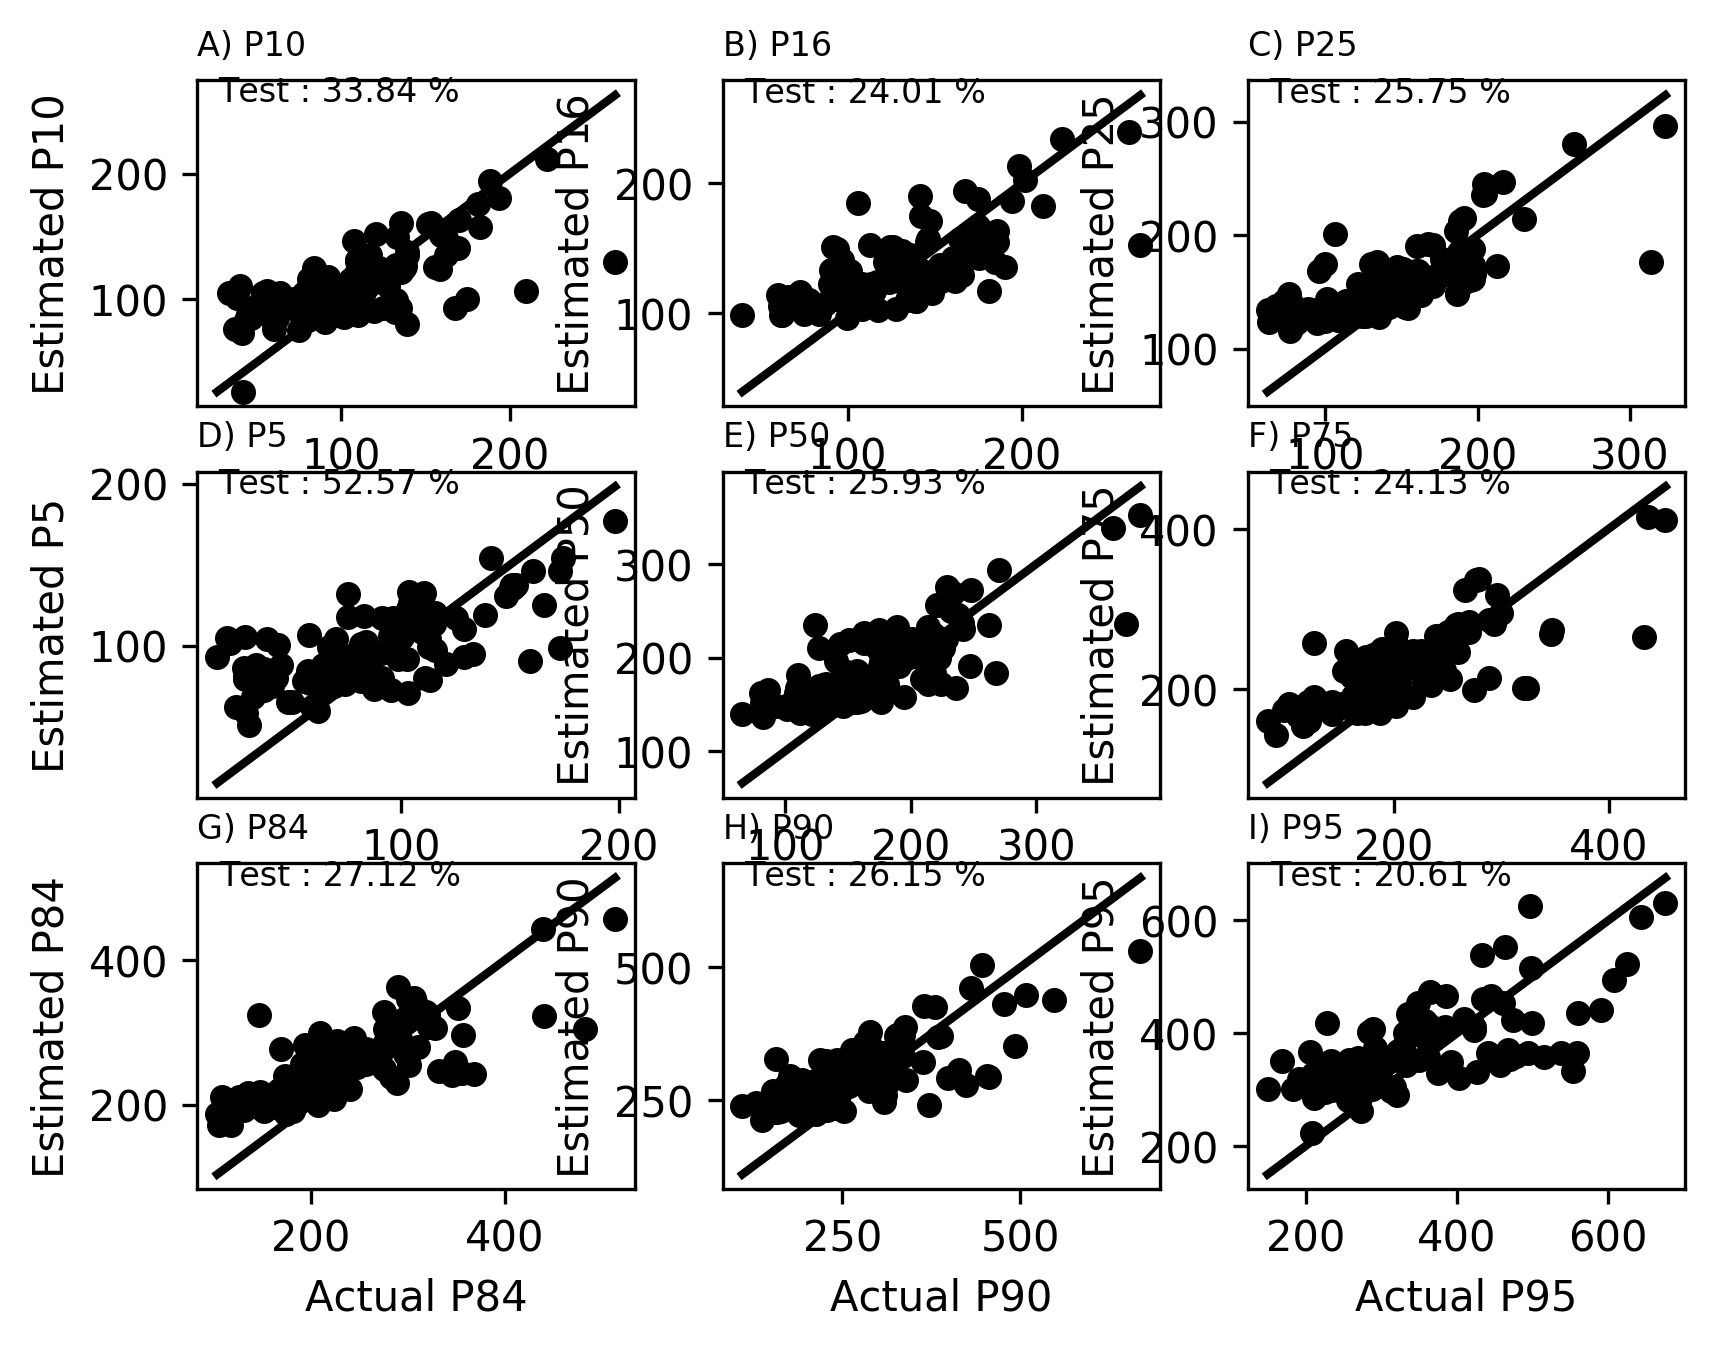 A) P10
B) P16
C) P25
Test : 33.84 %
Test : 24.01 %
Test : 25.75 %
Estimated P10
Estimated P16
Estimated P25
200
100
200
100
300
200
100
100 200
100 200
100 200 300
D) P5
E) P50
F) P75
Test : 52.57 %
Test : 25.93 %
Test : 24.13 %
Estimated P5
Estimated P50
Estimated P75
200
100
300
200
100
400
200
100 200
100 200 300
200 400
G) P84
H) P90
I) P95
Test : 27.12 %
Test : 26.15 %
Test : 20.61 %
Estimated P84
Estimated P90
Estimated P95
400
200
500
250
600
400
200
200 400
250 500
200 400 600
Actual P84
Actual P90
Actual P95